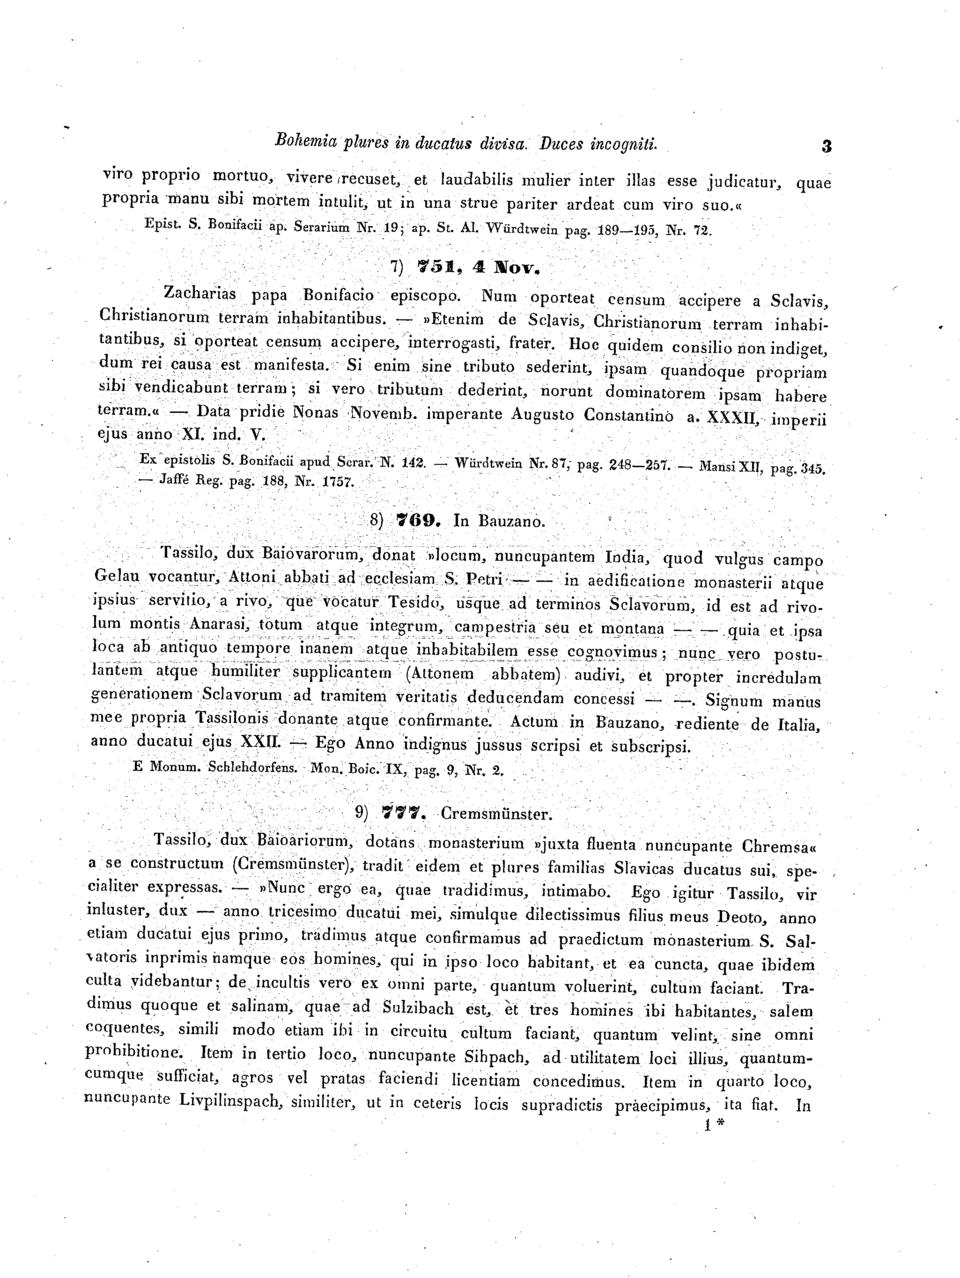 Bohemia plures in ducatus divisa. Duces incogniti. 3
viro proprio mortuo, vivere recuset, et laudabilis mulier inter illas esse judicatur, quae
propria manu sibi mortem intulit, ut in una strue pariter ardeat cum viro suo.«
Epist. S. Bonifacii ap. Serarium Nr. 19; ap. St. Al. Würdtwein pag. 189—195, Nr. 72.
7) 751, 4 Nov.
Zacharias papa Bonifacio episcopo. Num oporteat censum accipere a Sclavis,
Christianorum terram inhabitantibus. — »Etenim de Sclavis, Christianorum terram inhabi-
tantibus, si oporteat censum accipere, interrogasti, frater. Hoc quidem consilio non indiget,
dum rei causa est manifesta. Si enim sine tributo sederint, ipsam quandoque propriam
sibi vendicabunt terram; si vero tributum dederint, norunt dominatorem ipsam habere
terram.« — Data pridie Nonas Novemb. imperante Augusto Constantino a. XXXII, imperii
ejus anno XI. ind. V.
Ex epistolis S. Bonifacii apud Serar. N. 142. — Würdtwein Nr. 87, pag. 248—257. — Mansi XII, pag. 345.
— Jaffé Reg. pag. 188, Nr. 1757.
8) 769. In Bauzano.
Tassilo, dux Baiovarorum, donat »locum, nuncupantem India, quod vulgus campo
Gelau vocantur, Attoni abbati ad ecclesiam S. Petri — — in aedificatione monasterii atque
ipsius servitio, a rivo, que vocatur Tesido, usque ad terminos Sclavorum, id est ad rivo-
lum montis Anarasi, totum atque integrum, campestria seu et montana — — quia et ipsa
loca ab antiquo tempore inanem atque inhabitabilem esse cognovimus; nunc vero postu-
lantem atque humiliter supplicantem (Attonem abbatem) audivi, et propter incredulam
generationem Sclavorum ad tramitem veritatis deducendam concessi — —. Signum manus
mee propria Tassilonis donante atque confirmante. Actum in Bauzano, rediente de Italia,
anno ducatui ejus XXII. — Ego Anno indignus jussus scripsi et subscripsi.
E Monum. Schlehdorfens. Mon. Boic. IX, pag. 9, Nr. 2.
9) 777. Cremsmünster.
Tassilo, dux Baioariorum, dotans monasterium »juxta fluenta nuncupante Chremsa«
a se constructum (Cremsmünster), tradit eidem et plures familias Slavicas ducatus sui, spe-
cialiter expressas. — »Nunc ergo ea, quae tradidimus, intimabo. Ego igitur Tassilo, vir
inluster, dux — anno tricesimo ducatui mei, simulque dilectissimus filius meus Deoto, anno
etiam ducatui ejus primo, tradimus atque confirmamus ad praedictum monasterium S. Sal-
vatoris inprimis namque eos homines, qui in ipso loco habitant, et ea cuncta, quae ibidem
culta videbantur; de incultis vero ex omni parte, quantum voluerint, cultum faciant. Tra-
dimus quoque et salinam, quae ad Sulzibach est, et tres homines ibi habitantes, salem
coquentes, simili modo etiam ibi in circuitu cultum faciant, quantum velint, sine omni
prohibitione. Item in tertio loco, nuncupante Sihpach, ad utilitatem loci illius, quantum-
cumque sufficiat, agros vel pratas faciendi licentiam concedimus. Item in quarto loco,
nuncupante Livpilinspach, similiter, ut in ceteris locis supradictis praecipimus, ita fiat. In
1*